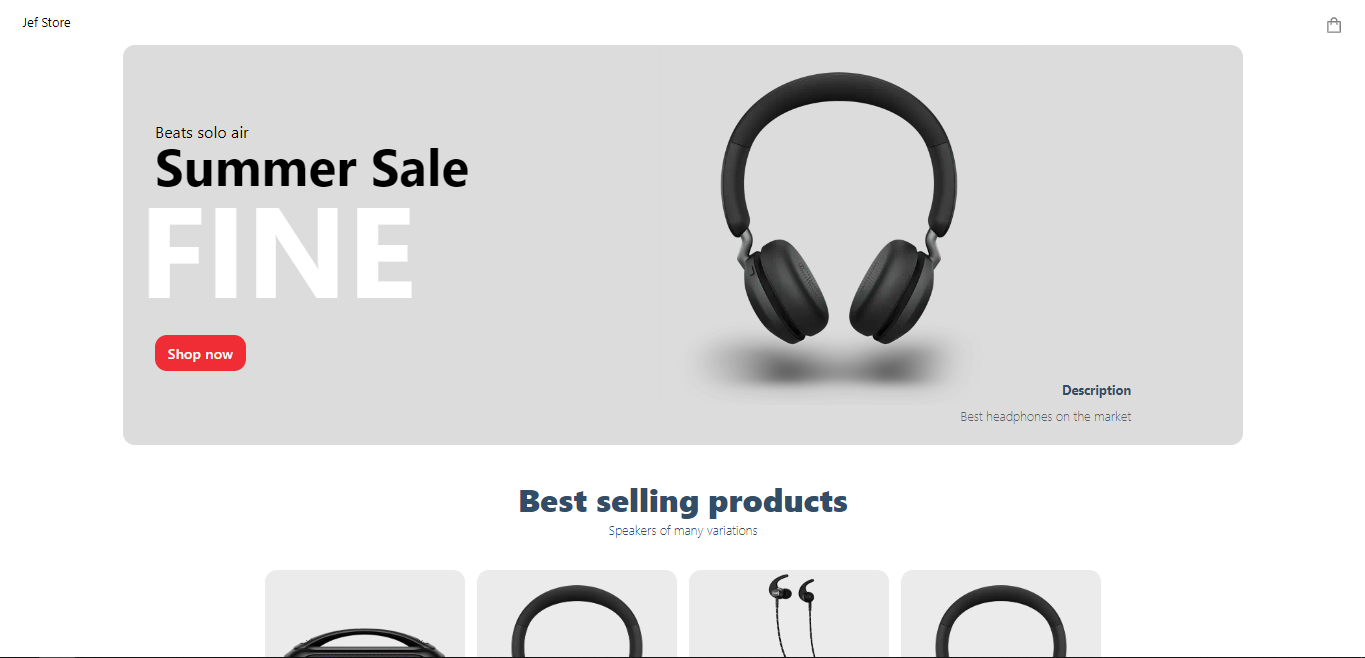 Jef Store
Beats solo air
Summer Sale
FINE
Shop now
Description
Best headphones on the market
Best selling products
Speakers of many variations